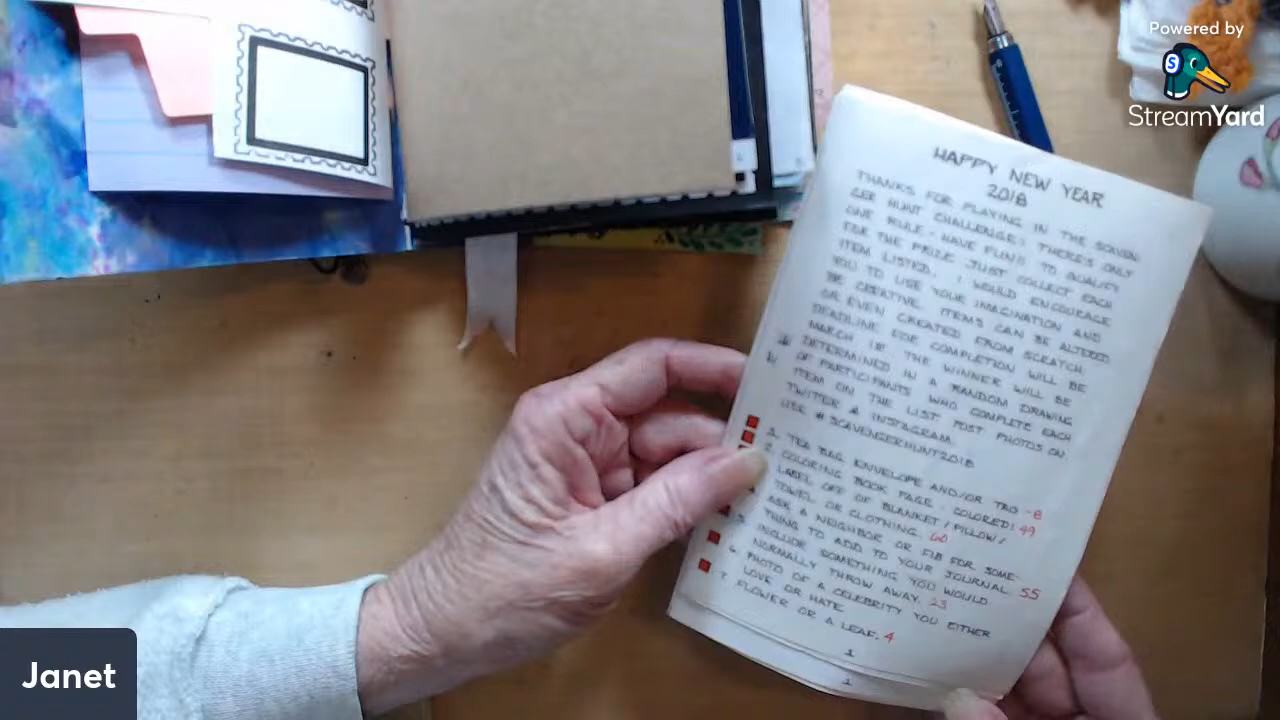 Powered by
StreamYard
HAPPY NEW YEAR
2018
THANKS FOR PLAYING IN THE SCAVEN-
GER HUNT CHALLENGE! THERE'S ONLY
ONE RULE - HAVE FUN!! TO QUALIFY
FOR THE PRIZE JUST COLLECT EACH
ITEM LISTED. I WOULD ENCOURAGE
YOU TO USE YOUR IMAGINATION AND
BE CREATIVE. ITEMS CAN BE ALTERED
OR EVEN CREATED FROM SCRATCH.
DEADLINE FOR COMPLETION WILL BE
MARCH THE WINNER WILL BE
DETERMINED IN A RANDOM DRAWING
OF PARTICIPANTS WHO COMPLETE EACH
ITEM ON THE LIST. POST PHOTOS ON
TWITTER & INSTAGRAM.
USE #SCAVENGERHUNT2018
1. TEA BAG ENVELOPE AND/OR TAG -8
2. COLORING BOOK PAGE - COLORED! 49
LABEL OFF OF BLANKET/PILLOW/
TOWEL OR CLOTHING. 60
ASK A NEIGHBOR OR FIB FOR SOME-
THING TO ADD TO YOUR JOURNAL. 55
5. INCLUDE SOMETHING YOU WOULD
NORMALLY THROW AWAY. 23
6. PHOTO OF A CELEBRITY YOU EITHER
LOVE OR HATE
7. FLOWER OR A LEAF. 4
1
1
Janet